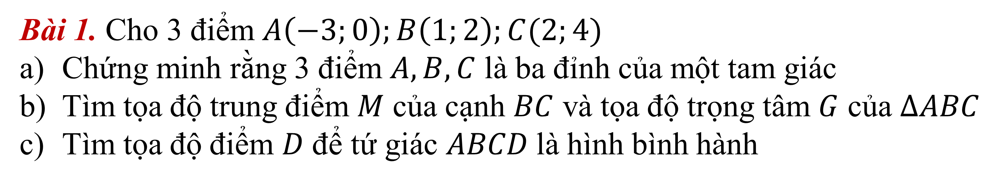 Bài 1. Cho 3 điểm A(−3; 0); B(1; 2); C(2; 4)
a) Chứng minh rằng 3 điểm A, B, C là ba đỉnh của một tam giác
b) Tìm tọa độ trung điểm M của cạnh BC và tọa độ trọng tâm G của ΔABC
c) Tìm tọa độ điểm D để tứ giác ABCD là hình bình hành